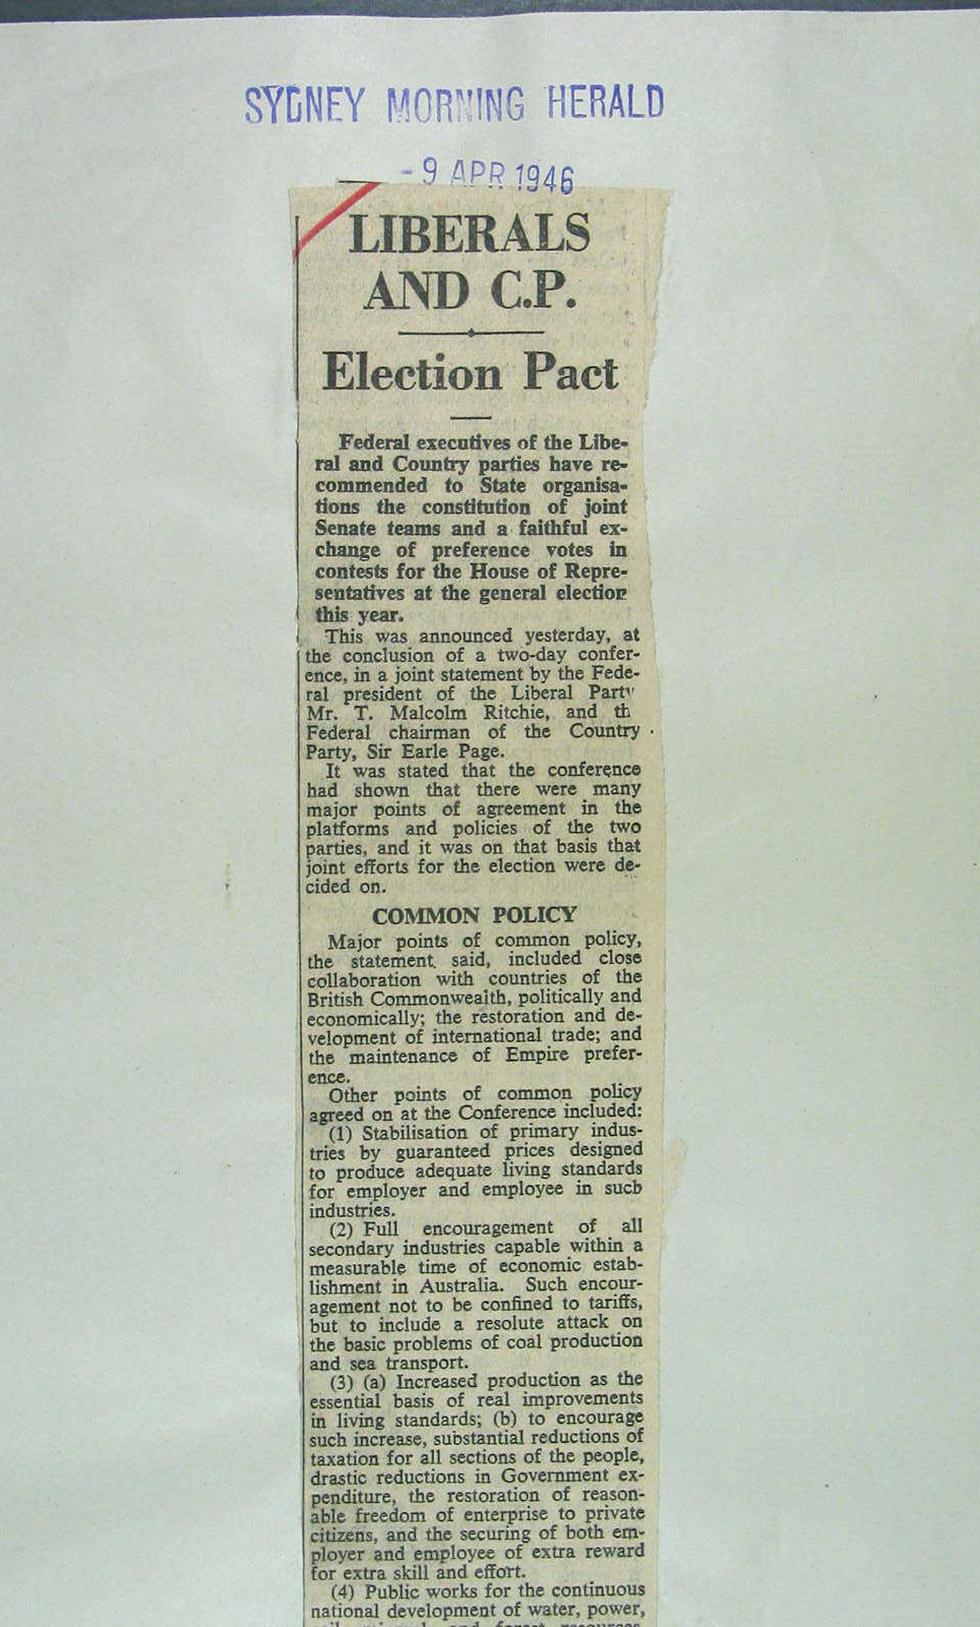 SYDNEY MORNING HERALD
-9 APR 1946
LIBERALS
AND C.P.
Election Pact
Federal executives of the Libe-
ral and Country parties have re-
commended to State organisa-
tions the constitution of joint
Senate teams and a faithful ex-
change of preference votes in
contests for the House of Repre-
sentatives at the general election
this year.
This was announced yesterday, at
the conclusion of a two-day confer-
ence, in a joint statement by the Fede-
ral president of the Liberal Party
Mr. T. Malcolm Ritchie, and th
Federal chairman of the Country
Party, Sir Earle Page.
It was stated that the conference
had shown that there were many
major points of agreement in the
platforms and policies of the two
parties, and it was on that basis that
joint efforts for the election were de-
cided on.
COMMON POLICY
Major points of common policy,
the statement said, included close
collaboration with countries of the
British Commonwealth, politically and
economically; the restoration and de-
velopment of international trade; and
the maintenance of Empire prefer-
ence.
Other points of common policy
agreed on at the Conference included:
(1) Stabilisation of primary indus-
tries by guaranteed prices designed
to produce adequate living standards
for employer and employee in such
industries.
(2) Full encouragement of all
secondary industries capable within a
measurable time of economic estab-
lishment in Australia. Such encour-
agement not to be confined to tariffs,
but to include a resolute attack on
the basic problems of coal production
and sea transport.
(3) (a) Increased production as the
essential basis of real improvements
in living standards; (b) to encourage
such increase, substantial reductions of
taxation for all sections of the people,
drastic reductions in Government ex-
penditure, the restoration of reason-
able freedom of enterprise to private
citizens, and the securing of both em-
ployer and employee of extra reward
for extra skill and effort.
(4) Public works for the continuous
national development of water, power,